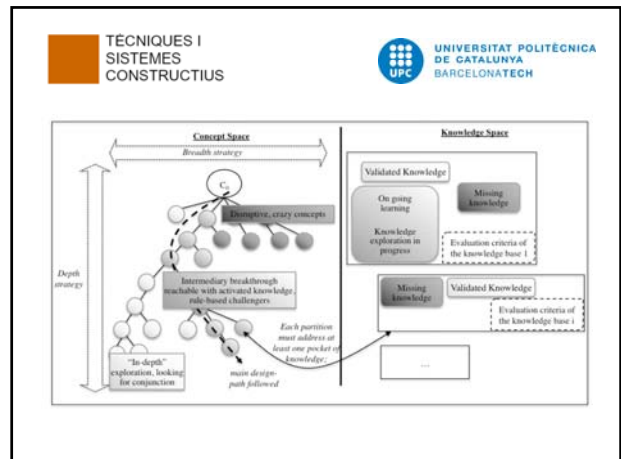 TÈCNIQUES I
SISTEMES
CONSTRUCTIUS
UPC
UNIVERSITAT POLITÈCNICA
DE CATALUNYA
BARCELONATECH
Concept Space
Breadth strategy
Depth
strategy
C0
Disruptive, crazy concepts
Intermediary breakthrough
reachable with activated knowledge,
rule-based challengers
"In-depth"
exploration, looking
for conjunction
main design-
path followed
Each partition
must address at
least one pocket of
knowledge;
Knowledge Space
Validated Knowledge
On going
learning
Knowledge
exploration in
progress
Missing
knowledge
Evaluation criteria of
the knowledge base 1
Missing
knowledge
Validated Knowledge
Evaluation criteria of
the knowledge base i
...